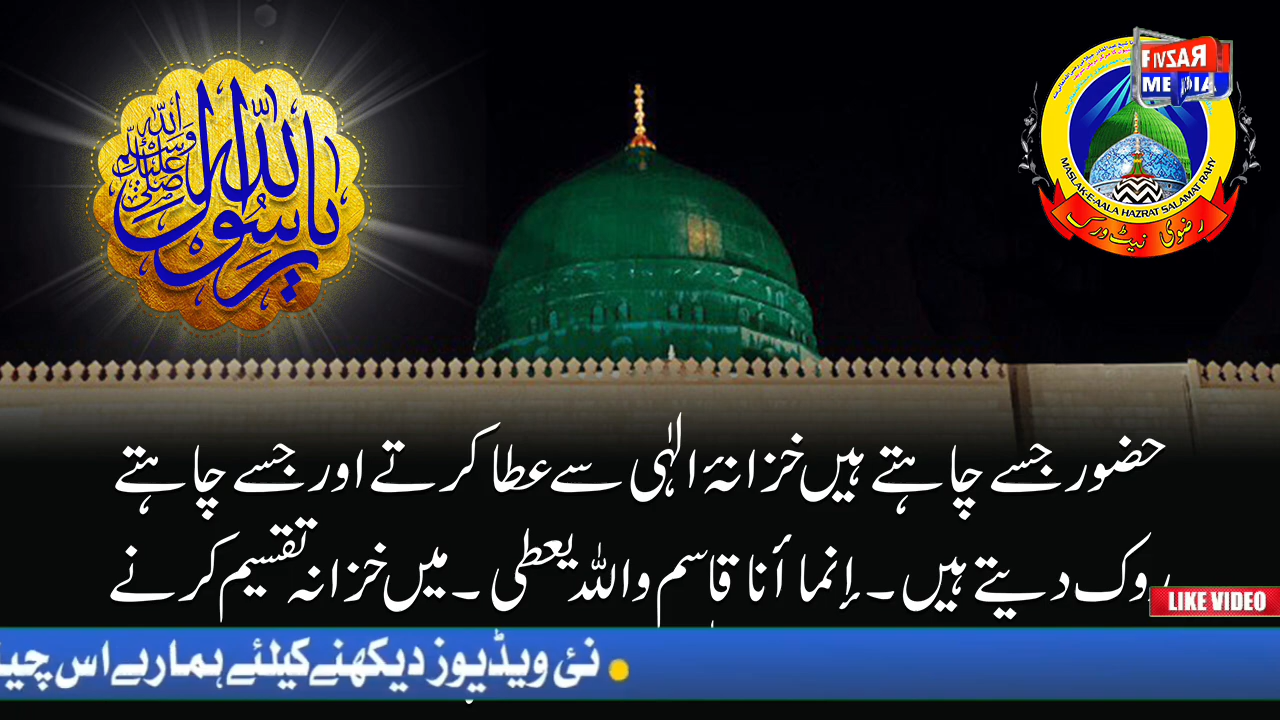 یا رسول اللہ
صلی اللہ علیہ وسلم
RAZVI
MEDIA
MASLAK-E-AALA HAZRAT SALAMAT RAHY
رضوی نیٹ ورک
حضور جسے چاہتے ہیں خزانۂ الٰہی سے عطا کرتے اور جسے چاہتے
روک دیتے ہیں۔ إنما أنا قاسم واللہ یعطی۔ میں خزانہ تقسیم کرنے
LIKE VIDEO
نئی ویڈیوز دیکھنے کیلئے ہمارے اس